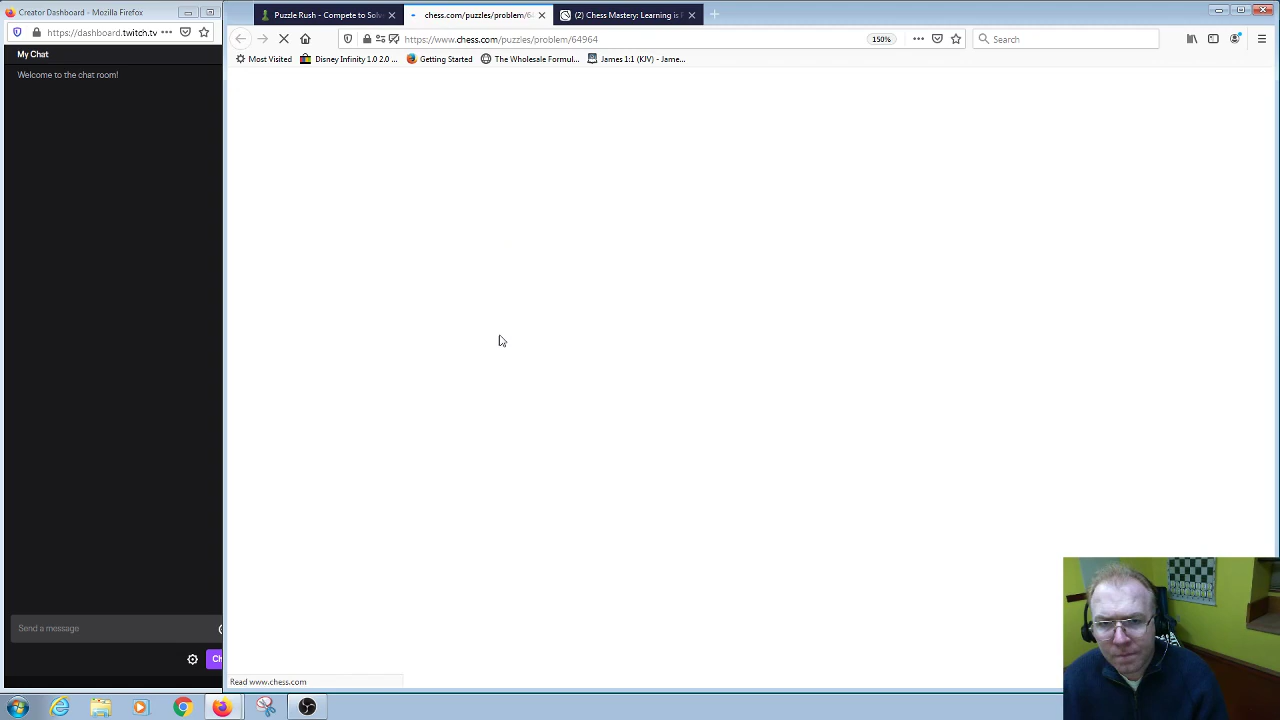 Creator Dashboard - Mozilla Firefox
https://dashboard.twitch.tv
My Chat
Welcome to the chat room!
Send a message
Ch
Puzzle Rush - Compete to Solv
chess.com/puzzles/problem/64
(2) Chess Mastery: Learning is
https://www.chess.com/puzzles/problem/64964
150%
Search
Most Visited
Disney Infinity 1.0 2.0 ...
Getting Started
The Wholesale Formul...
James 1:1 (KJV) - Jame...
Read www.chess.com